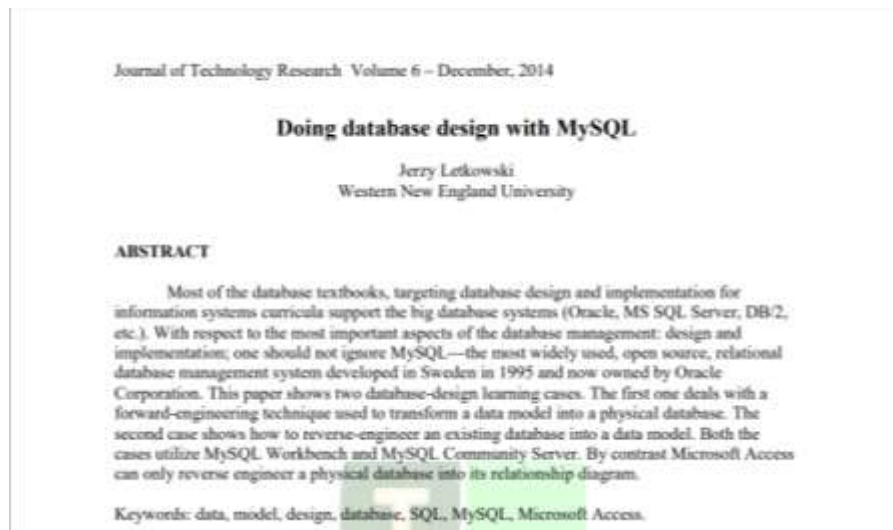 Journal of Technology Research Volume 6 – December, 2014
Doing database design with MySQL
Jerzy Letkowski
Western New England University
ABSTRACT
Most of the database textbooks, targeting database design and implementation for
information systems curricula support the big database systems (Oracle, MS SQL Server, DB/2,
etc.). With respect to the most important aspects of the database management: design and
implementation; one should not ignore MySQL—the most widely used, open source, relational
database management system developed in Sweden in 1995 and now owned by Oracle
Corporation. This paper shows two database-design learning cases. The first one deals with a
forward-engineering technique used to transform a data model into a physical database. The
second case shows how to reverse-engineer an existing database into a data model. Both the
cases utilize MySQL Workbench and MySQL Community Server. By contrast Microsoft Access
can only reverse engineer a physical database into its relationship diagram.
Keywords: data, model, design, database, SQL, MySQL, Microsoft Access.